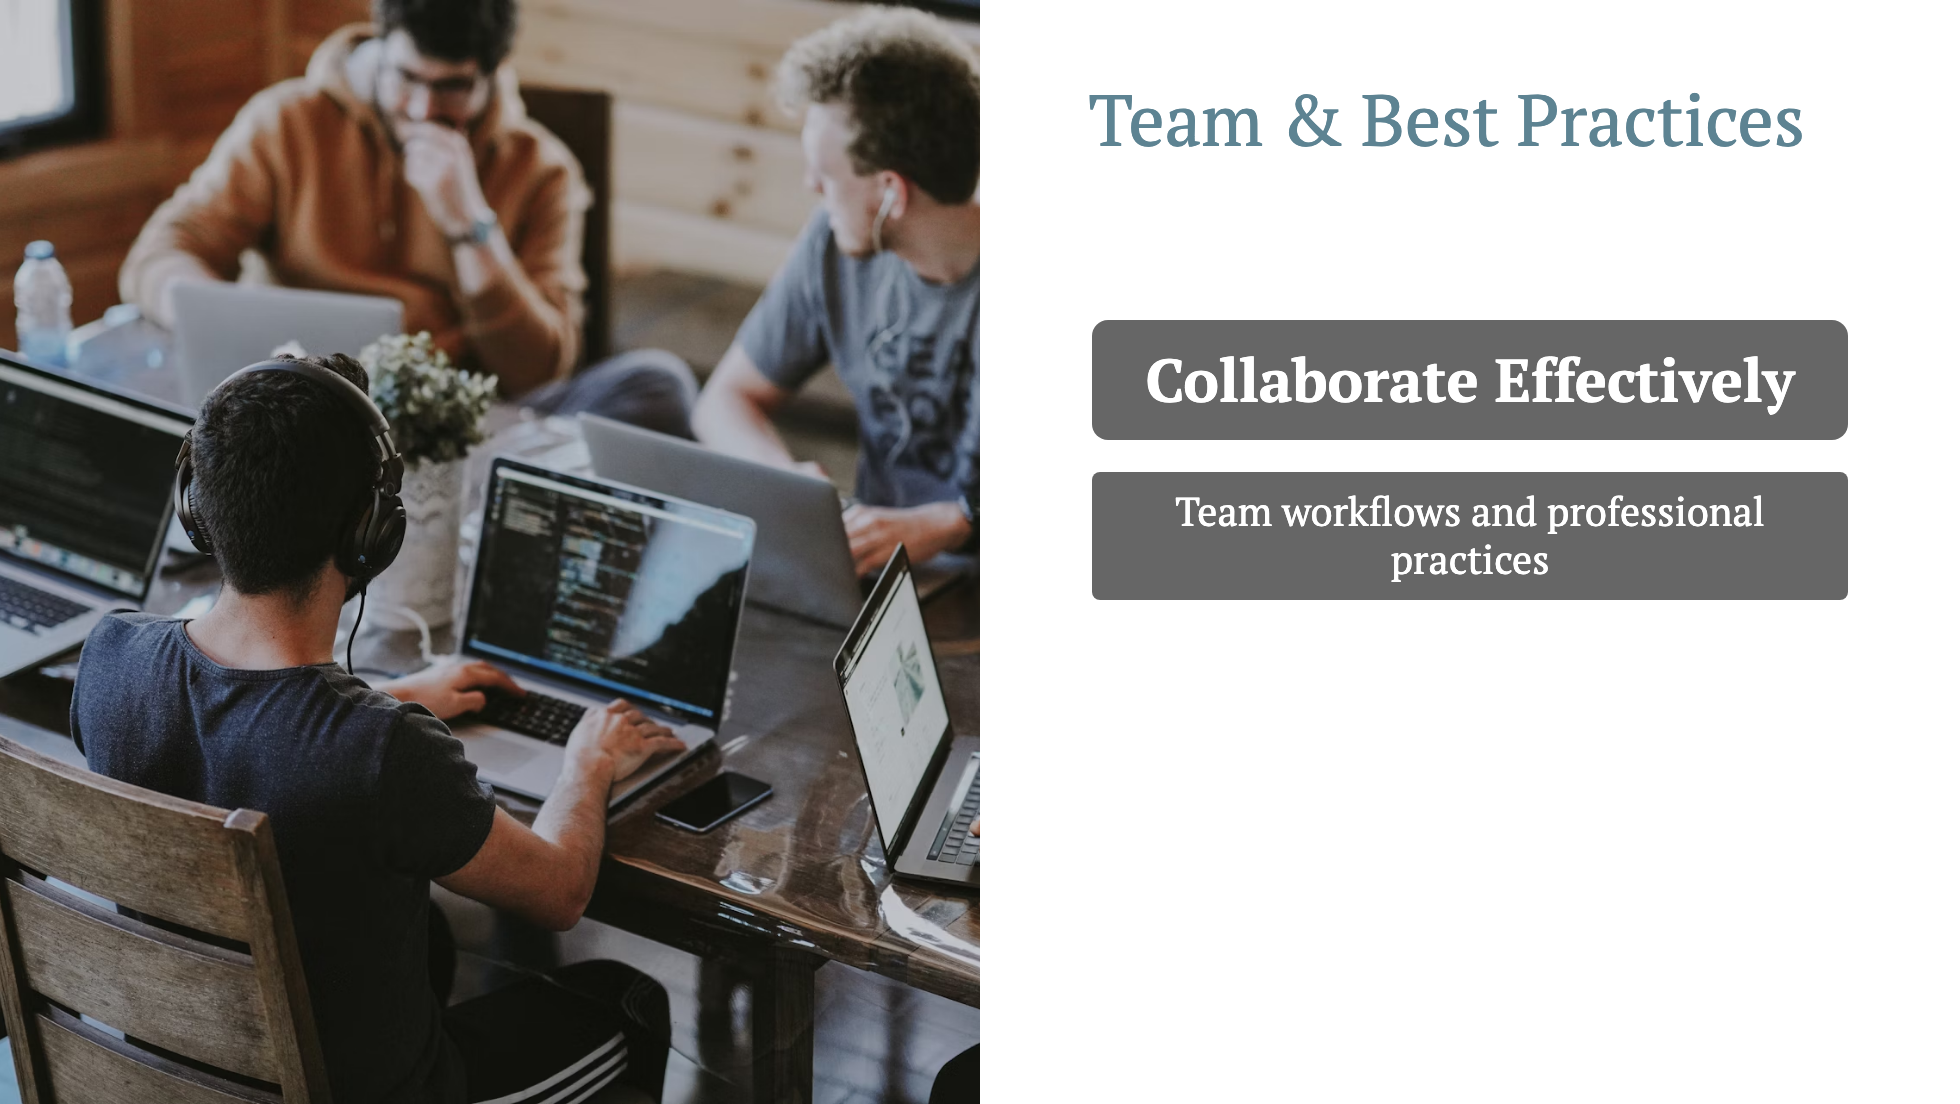 Team & Best Practices
Collaborate Effectively
Team workflows and professional
practices